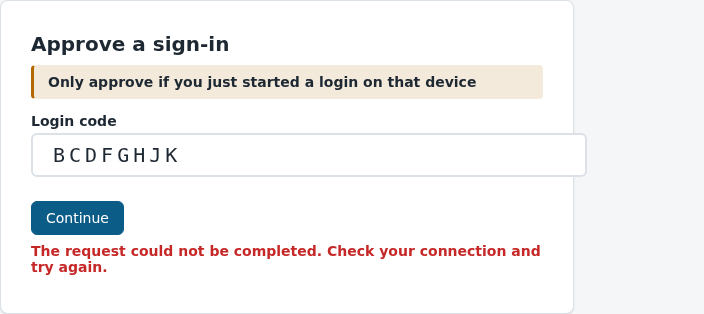 Approve a sign-in
Only approve if you just started a login on that device
Login code
BCDFGHJK
Continue
The request could not be completed. Check your connection and
try again.